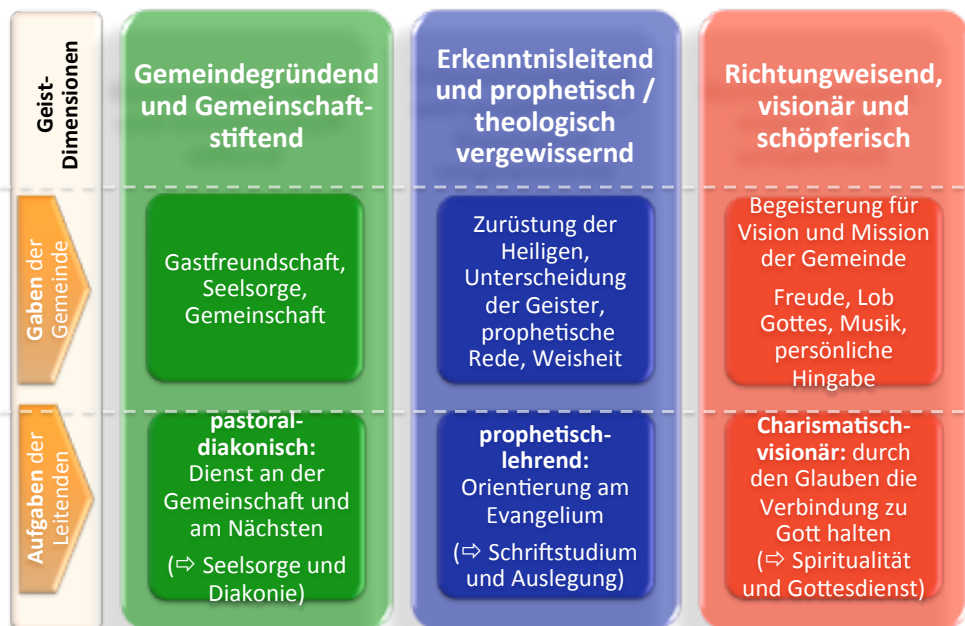 Geist-
Dimensionen
Gemeindegründend
und Gemeinschaft-
stiftend
Erkenntnisleitend
und prophetisch /
theologisch
vergewissernd
Richtungweisend,
visionär und
schöpferisch
Gaben der
Gemeinde
Gastfreundschaft,
Seelsorge,
Gemeinschaft
Zurüstung der
Heiligen,
Unterscheidung
der Geister,
prophetische
Rede, Weisheit
Begeisterung für
Vision und Mission
der Gemeinde
Freude, Lob
Gottes, Musik,
persönliche
Hingabe
Aufgaben der
Leitenden
pastoral-
diakonisch:
Dienst an der
Gemeinschaft und
am Nächsten
(⇨ Seelsorge und
Diakonie)
prophetisch-
lehrend:
Orientierung am
Evangelium
(⇨ Schriftstudium
und Auslegung)
Charismatisch-
visionär: durch
den Glauben die
Verbindung zu
Gott halten
(⇨ Spiritualität
und Gottesdienst)